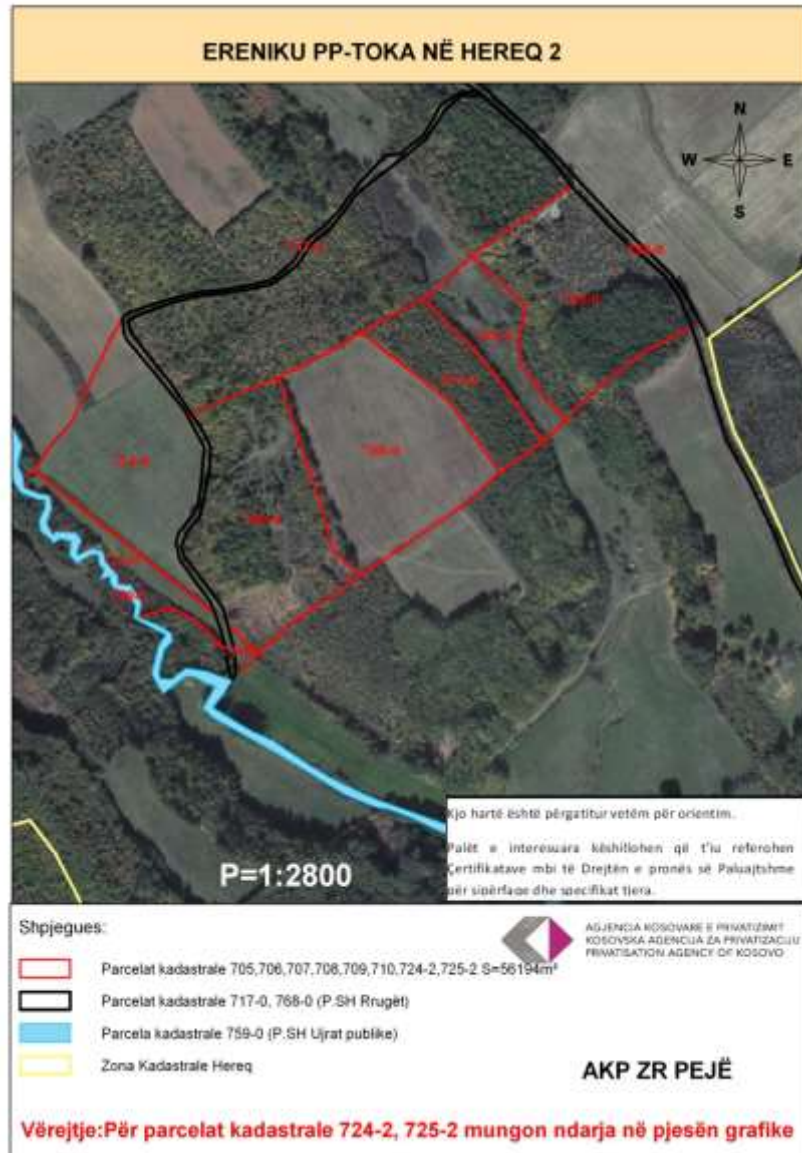 ERENIKU PP-TOKA NË HEREQ 2
N
W E
S
P=1:2800
Kjo hartë është përgatitur vetëm për orientim.
Palët e interesuara këshillohen që t'iu referohen
Çertifikatave mbi të Drejtën e pronës së Paluajtshme
për sipërfaqe dhe specifikat tjera.
Shpjegues:
Parcelat kadastrale 705,706,707,708,709,710,724-2,725-2 S=56194m²
Parcelat kadastrale 717-0, 768-0 (P.SH Rrugët)
Parcela kadastrale 759-0 (P.SH Ujrat publike)
Zona Kadastrale Hereq
AGJENCIA KOSOVARE E PRIVATIZIMIT
KOSOVSKA AGENCIJA ZA PRIVATIZACIJU
PRIVATISATION AGENCY OF KOSOVO
AKP ZR PEJË
Vërejtje:Për parcelat kadastrale 724-2, 725-2 mungon ndarja në pjesën grafike